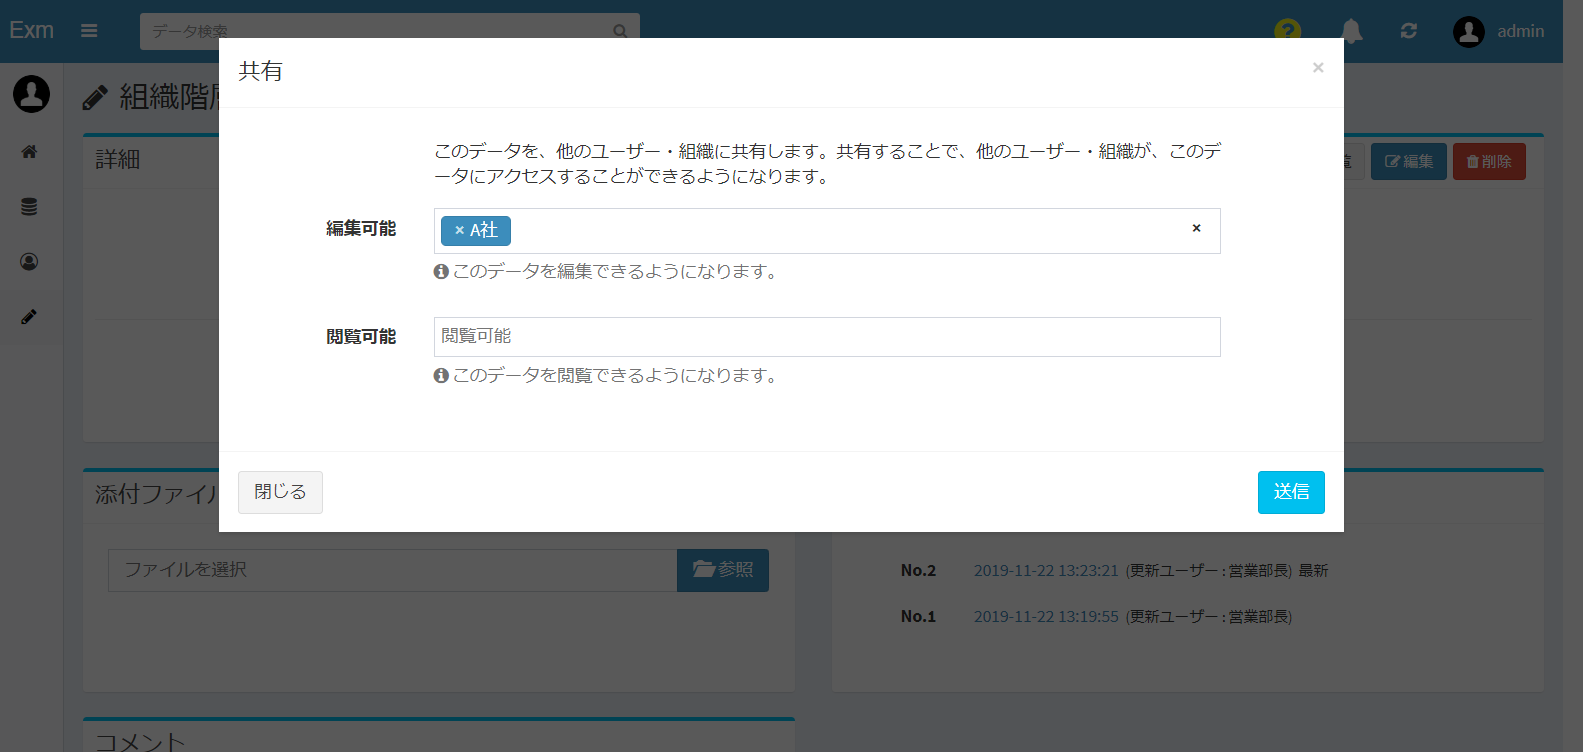 Exm
データ検索
?
admin
共有
×
組織階
詳細
編集
削除
このデータを、他のユーザー・組織に共有します。共有することで、他のユーザー・組織が、このデ
ータにアクセスすることができるようになります。
編集可能
× A社
×
このデータを編集できるようになります。
閲覧可能
閲覧可能
このデータを閲覧できるようになります。
閉じる
送信
添付ファイル
ファイルを選択
参照
No.2 2019-11-22 13:23:21 (更新ユーザー:営業部長) 最新
No.1 2019-11-22 13:19:55 (更新ユーザー:営業部長)
コメント